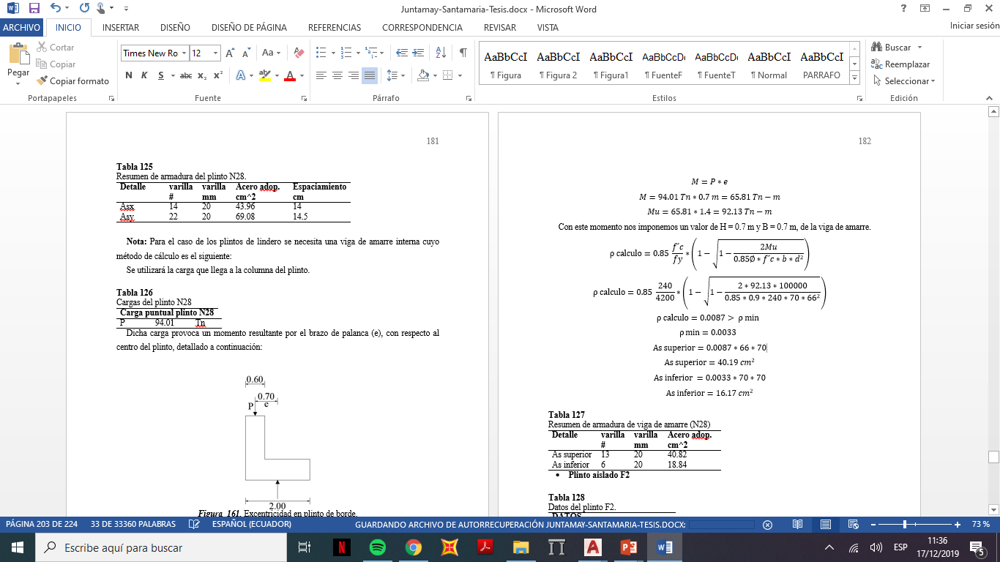 Juntamay-Santamaria-Tesis.docx - Microsoft Word
ARCHIVO INICIO INSERTAR DISEÑO DISEÑO DE PÁGINA REFERENCIAS CORRESPONDENCIA REVISAR VISTA Iniciar sesión
Pegar
Cortar
Copiar
Copiar formato
Portapapeles
Times New Ro 12
N K S abc x₂ x²
Fuente
Párrafo
AaBbCcI AaBbCcI AaBbCcI AaBbCcDc AaBbCcDc AaBbCcI AaBbCcI
¶ Figura ¶ Figura 2 ¶ Figura1 ¶ FuenteF ¶ FuenteT ¶ Normal PARRAFO
Estilos
Buscar
Reemplazar
Seleccionar
Edición
181
Tabla 125
Resumen de armadura del plinto N28.
Detalle varilla varilla Acero adop. Espaciamiento
# mm cm^2 cm
Asx 14 20 43.96 14
Asy 22 20 69.08 14.5
Nota: Para el caso de los plintos de lindero se necesita una viga de amarre interna cuyo
método de cálculo es el siguiente:
Se utilizará la carga que llega a la columna del plinto.
Tabla 126
Cargas del plinto N28
Carga puntual plinto N28
P 94.01 Tn
Dicha carga provoca un momento resultante por el brazo de palanca (e), con respecto al
centro del plinto, detallado a continuación:
0.60
0.70
P e
2.00
Figura 161. Excentricidad en plinto de borde.
182
M = P * e
M = 94.01 Tn * 0.7 m = 65.81 Tn − m
Mu = 65.81 * 1.4 = 92.13 Tn − m
Con este momento nos imponemos un valor de H = 0.7 m y B = 0.7 m, de la viga de amarre.
ρ calculo = 0.85 f´c/fy * (1 − √(1 − 2Mu/(0.85Ø * f´c * b * d²)))
ρ calculo = 0.85 240/4200 * (1 − √(1 − 2 * 92.13 * 100000/(0.85 * 0.9 * 240 * 70 * 66²)))
ρ calculo = 0.0087 > ρ min
ρ min = 0.0033
As superior = 0.0087 * 66 * 70
As superior = 40.19 cm²
As inferior = 0.0033 * 70 * 70
As inferior = 16.17 cm²
Tabla 127
Resumen de armadura de viga de amarre (N28)
Detalle varilla varilla Acero adop.
# mm cm^2
As superior 13 20 40.82
As inferior 6 20 18.84
• Plinto aislado F2
Tabla 128
Datos del plinto F2.
DATOS
PÁGINA 203 DE 224 33 DE 33360 PALABRAS ESPAÑOL (ECUADOR) GUARDANDO ARCHIVO DE AUTORRECUPERACIÓN JUNTAMAY-SANTAMARIA-TESIS.DOCX: 73 %
Escribe aquí para buscar
ESP
11:36
17/12/2019
5